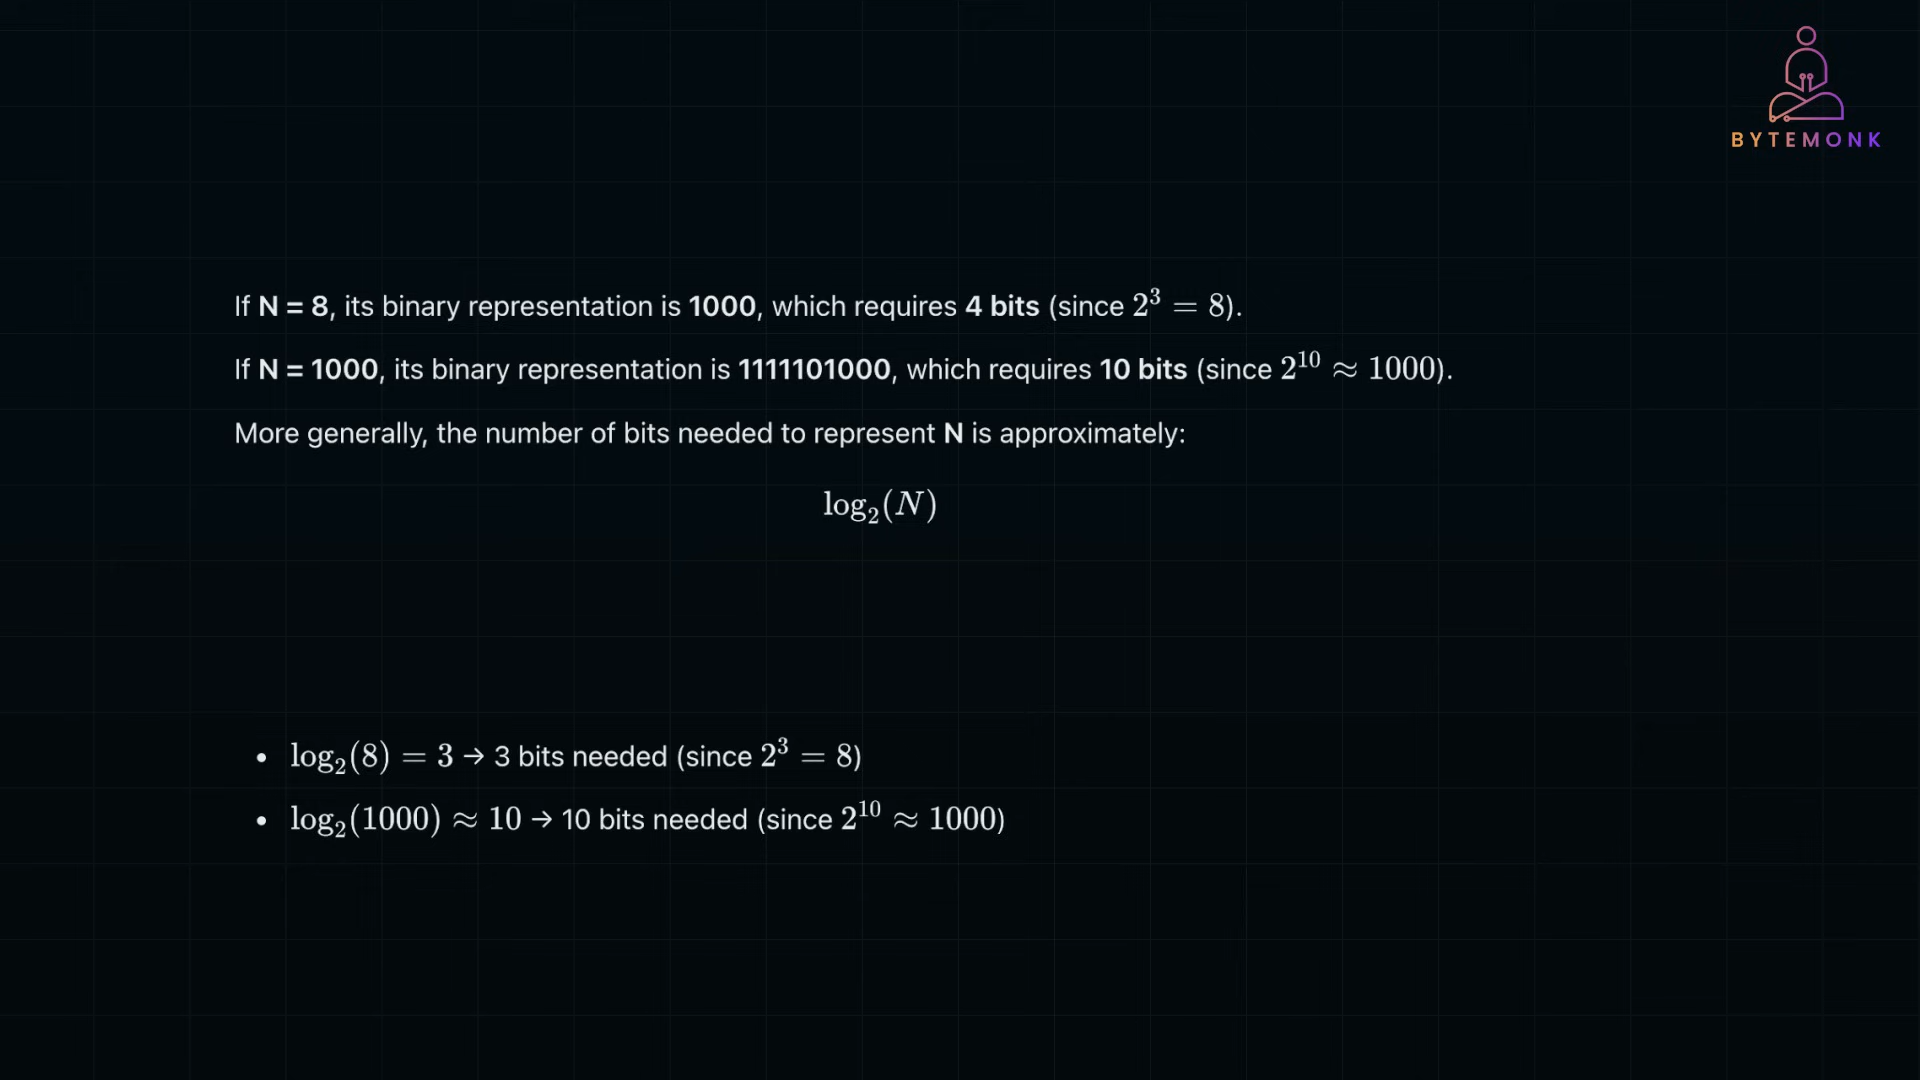 BYTEMONK
If N = 8, its binary representation is 1000, which requires 4 bits (since 2³ = 8).
If N = 1000, its binary representation is 1111101000, which requires 10 bits (since 2¹⁰ ≈ 1000).
More generally, the number of bits needed to represent N is approximately:
log₂(N)
• log₂(8) = 3 → 3 bits needed (since 2³ = 8)
• log₂(1000) ≈ 10 → 10 bits needed (since 2¹⁰ ≈ 1000)